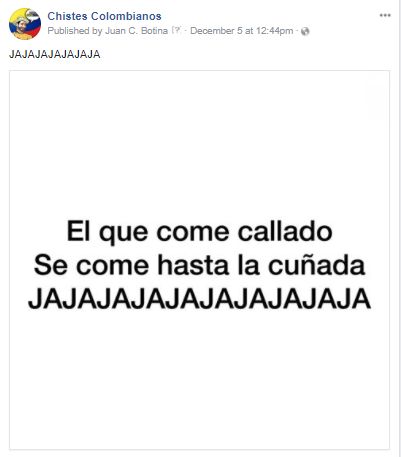 Chistes Colombianos
Published by Juan C. Botina [?] · December 5 at 12:44pm ·
JAJAJAJAJAJAJA
El que come callado
Se come hasta la cuñada
JAJAJAJAJAJAJAJAJAJA